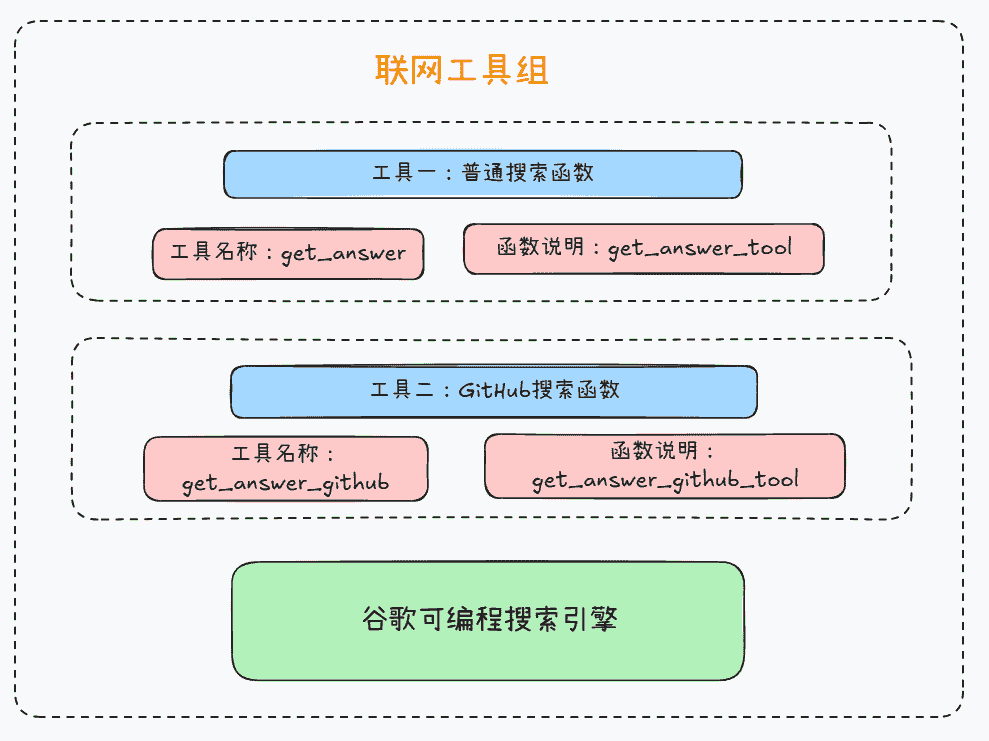 联网工具组
工具一：普通搜索函数
工具名称：get_answer
函数说明：get_answer_tool
工具二：GitHub搜索函数
工具名称：
get_answer_github
函数说明：
get_answer_github_tool
谷歌可编程搜索引擎